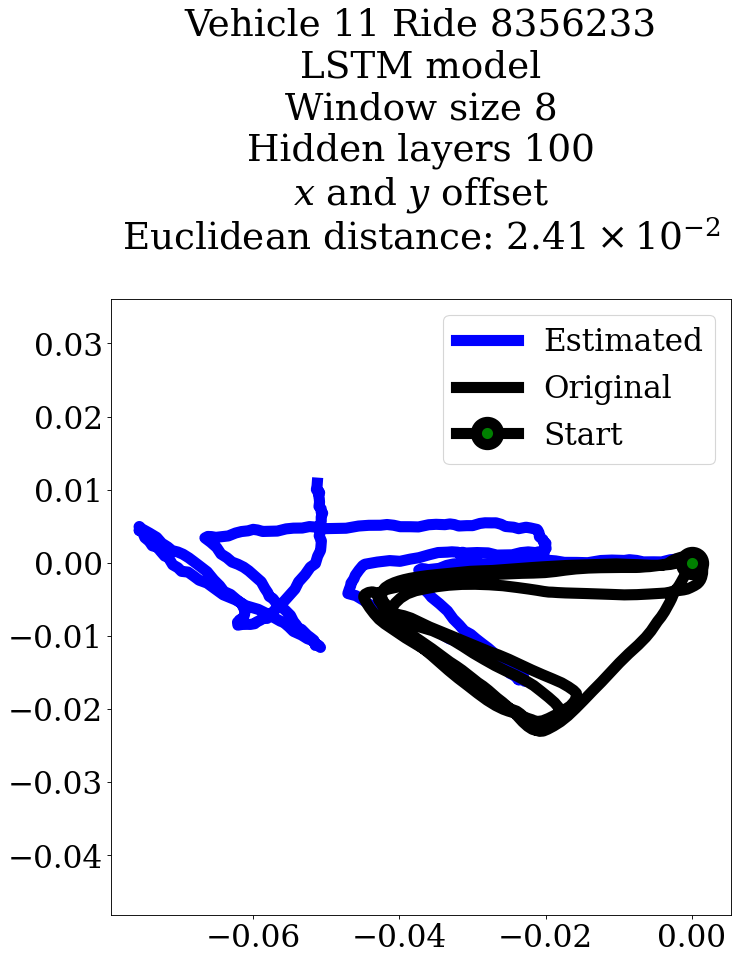 Vehicle 11 Ride 8356233
LSTM model
Window size 8
Hidden layers 100
x and y offset
Euclidean distance: 2.41 × 10⁻²
Estimated
Original
Start
0.03
0.02
0.01
0.00
−0.01
−0.02
−0.03
−0.04
−0.06
−0.04
−0.02
0.00